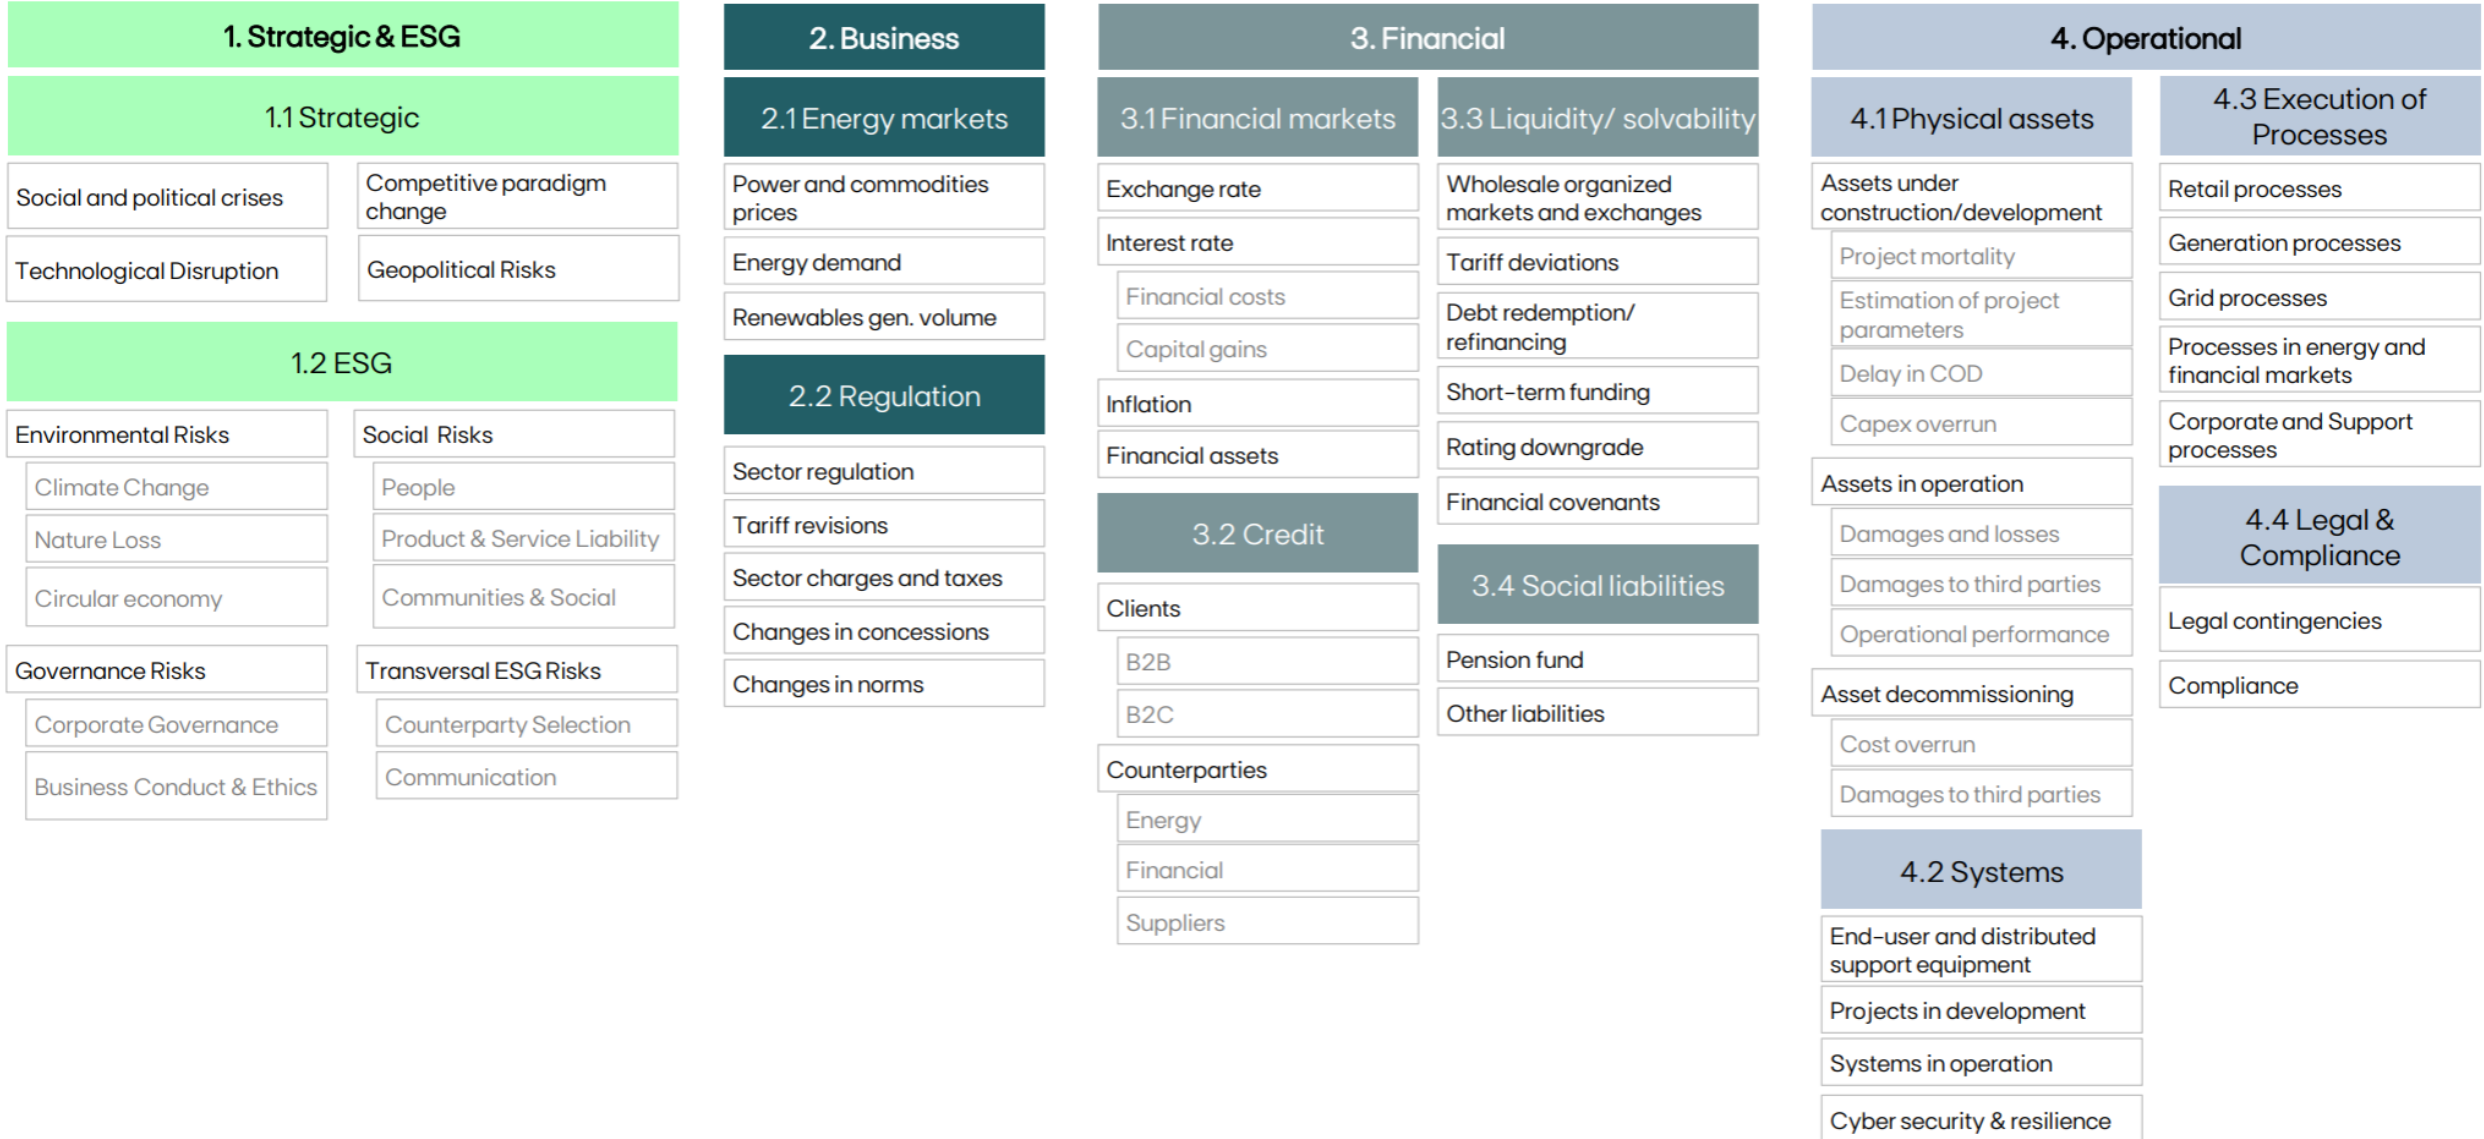 1. Strategic & ESG
1.1 Strategic
Social and political crises
Competitive paradigm
change
Technological Disruption
Geopolitical Risks
1.2 ESG
Environmental Risks
Climate Change
Nature Loss
Circular economy
Social Risks
People
Product & Service Liability
Communities & Social
Governance Risks
Corporate Governance
Business Conduct & Ethics
Transversal ESG Risks
Counterparty Selection
Communication
2. Business
2.1 Energy markets
Power and commodities
prices
Energy demand
Renewables gen. volume
2.2 Regulation
Sector regulation
Tariff revisions
Sector charges and taxes
Changes in concessions
Changes in norms
3. Financial
3.1 Financial markets
Exchange rate
Interest rate
Financial costs
Capital gains
Inflation
Financial assets
3.2 Credit
Clients
B2B
B2C
Counterparties
Energy
Financial
Suppliers
3.3 Liquidity/ solvability
Wholesale organized
markets and exchanges
Tariff deviations
Debt redemption/
refinancing
Short-term funding
Rating downgrade
Financial covenants
3.4 Social liabilities
Pension fund
Other liabilities
4. Operational
4.1 Physical assets
Assets under
construction/development
Project mortality
Estimation of project
parameters
Delay in COD
Capex overrun
Assets in operation
Damages and losses
Damages to third parties
Operational performance
Asset decommissioning
Cost overrun
Damages to third parties
4.2 Systems
End-user and distributed
support equipment
Projects in development
Systems in operation
Cyber security & resilience
4.3 Execution of
Processes
Retail processes
Generation processes
Grid processes
Processes in energy and
financial markets
Corporate and Support
processes
4.4 Legal &
Compliance
Legal contingencies
Compliance